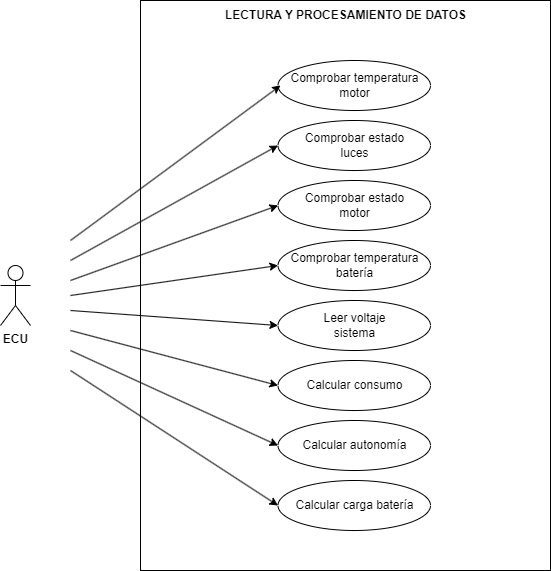 LECTURA Y PROCESAMIENTO DE DATOS
Comprobar temperatura
motor
Comprobar estado
luces
Comprobar estado
motor
Comprobar temperatura
batería
Leer voltaje
sistema
ECU
Calcular consumo
Calcular autonomía
Calcular carga batería